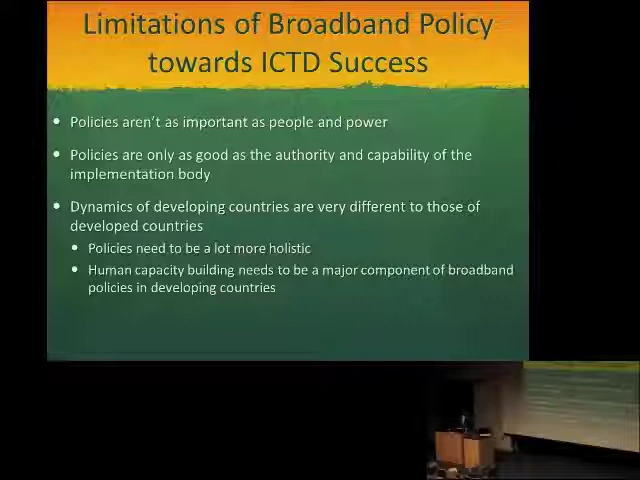 Limitations of Broadband Policy
towards ICTD Success
• Policies aren't as important as people and power
• Policies are only as good as the authority and capability of the
implementation body
• Dynamics of developing countries are very different to those of
developed countries
• Policies need to be a lot more holistic
• Human capacity building needs to be a major component of broadband
policies in developing countries